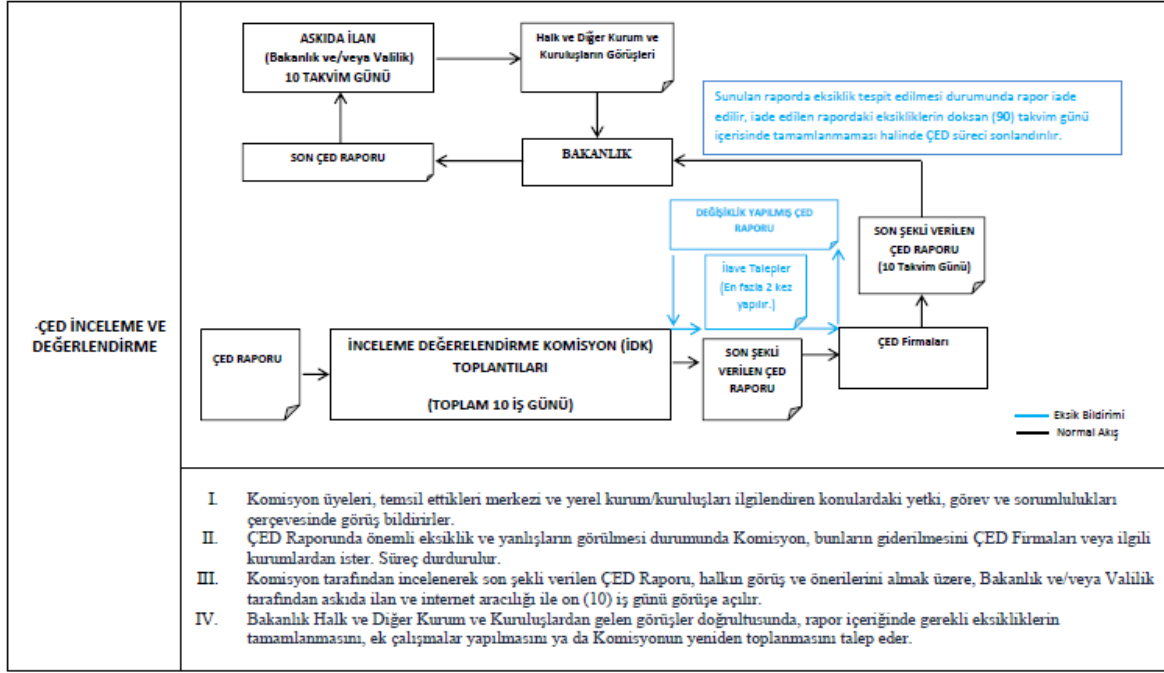 ASKIDA İLAN
(Bakanlık ve/veya Valilik)
10 TAKVİM GÜNÜ
Halk ve Diğer Kurum ve
Kuruluşların Görüşleri
Sunulan raporda eksiklik tespit edilmesi durumunda rapor iade
edilir, iade edilen rapordaki eksikliklerin doksan (90) takvim günü
içerisinde tamamlanmaması halinde ÇED süreci sonlandırılır.
SON ÇED RAPORU
BAKANLIK
DEĞİŞİKLİK YAPILMIŞ ÇED
RAPORU
SON ŞEKLİ VERİLEN
ÇED RAPORU
(10 Takvim Günü)
İlave Talepler
(En fazla 2 kez
yapılır.)
-ÇED İNCELEME VE
DEĞERLENDİRME
ÇED RAPORU
İNCELEME DEĞERELENDİRME KOMİSYON (İDK)
TOPLANTILARI
(TOPLAM 10 İŞ GÜNÜ)
SON ŞEKLİ
VERİLEN ÇED
RAPORU
ÇED Firmaları
Eksik Bildirimi
Normal Akış
I. Komisyon üyeleri, temsil ettikleri merkezi ve yerel kurum/kuruluşları ilgilendiren konulardaki yetki, görev ve sorumlulukları
çerçevesinde görüş bildirirler.
II. ÇED Raporunda önemli eksiklik ve yanlışların görülmesi durumunda Komisyon, bunların giderilmesini ÇED Firmaları veya ilgili
kurumlardan ister. Süreç durdurulur.
III. Komisyon tarafından incelenerek son şekli verilen ÇED Raporu, halkın görüş ve önerilerini almak üzere, Bakanlık ve/veya Valilik
tarafından askıda ilan ve internet aracılığı ile on (10) iş günü görüşe açılır.
IV. Bakanlık Halk ve Diğer Kurum ve Kuruluşlardan gelen görüşler doğrultusunda, rapor içeriğinde gerekli eksikliklerin
tamamlanmasını, ek çalışmalar yapılmasını ya da Komisyonun yeniden toplanmasını talep eder.